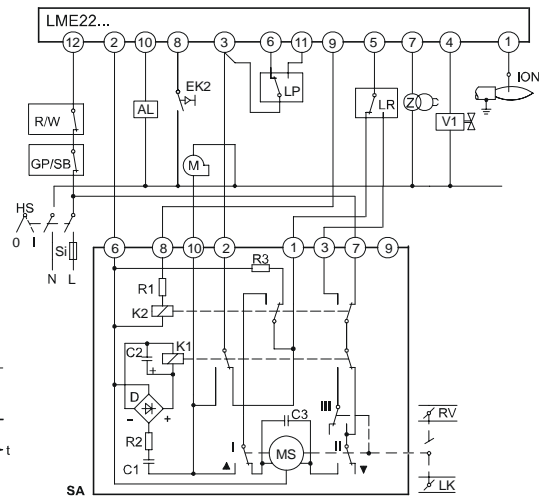 LME22...
12 2 10 8 3 6 11 9 5 7 4 1
ION
EK2
R/W
AL
LP
LR
Z C
V1
GP/SB
M
HS
0 I
Si
N L
6 8 10 2 1 3 7 9
R3
R1
K2
C2
K1
+
D
- +
C3
III
R2
I MS II
C1
RV
LK
SA
t